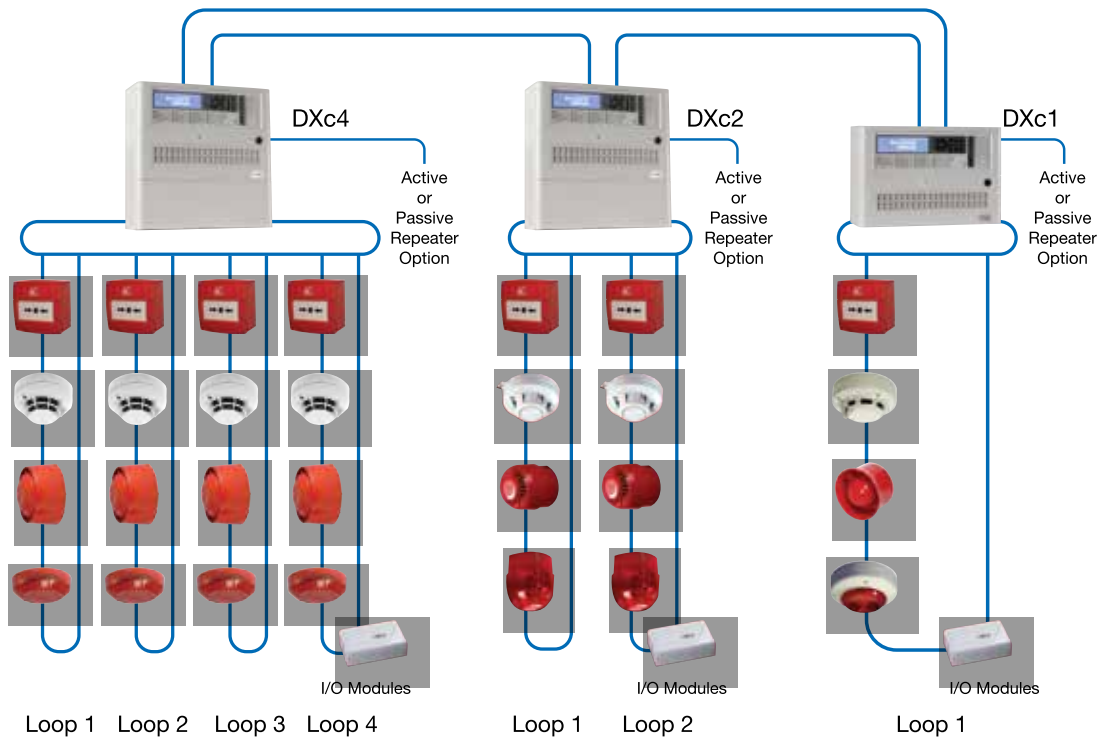 DXc4
DXc2
DXc1
Active
or
Passive
Repeater
Option
Active
or
Passive
Repeater
Option
Active
or
Passive
Repeater
Option
I/O Modules
I/O Modules
I/O Modules
Loop 1
Loop 2
Loop 3
Loop 4
Loop 1
Loop 2
Loop 1